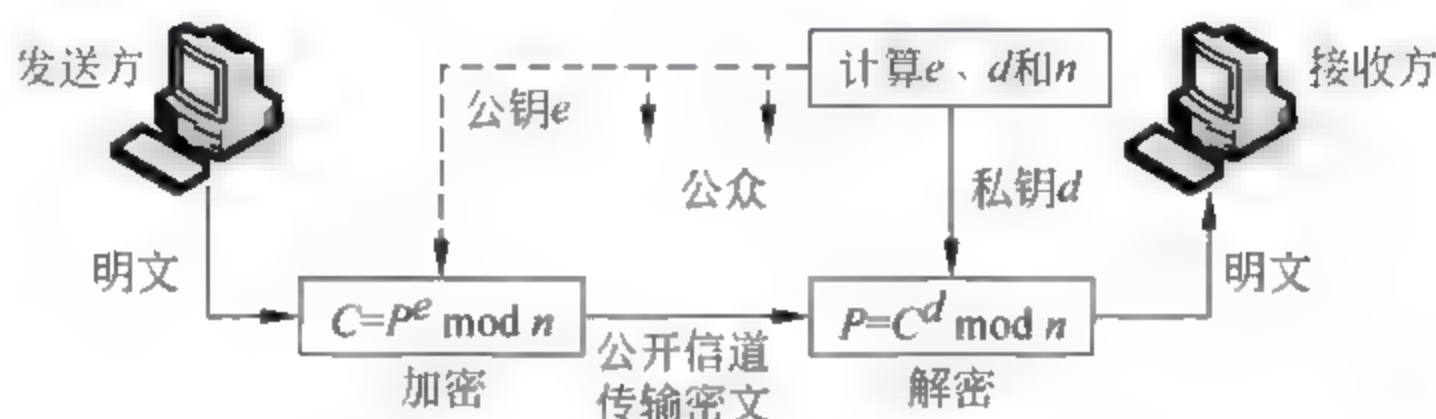 发送方
计算e、d和n
接收方
公钥e
公众
私钥d
明文
明文
C=P^e mod n
P=C^d mod n
加密
公开信道
传输密文
解密